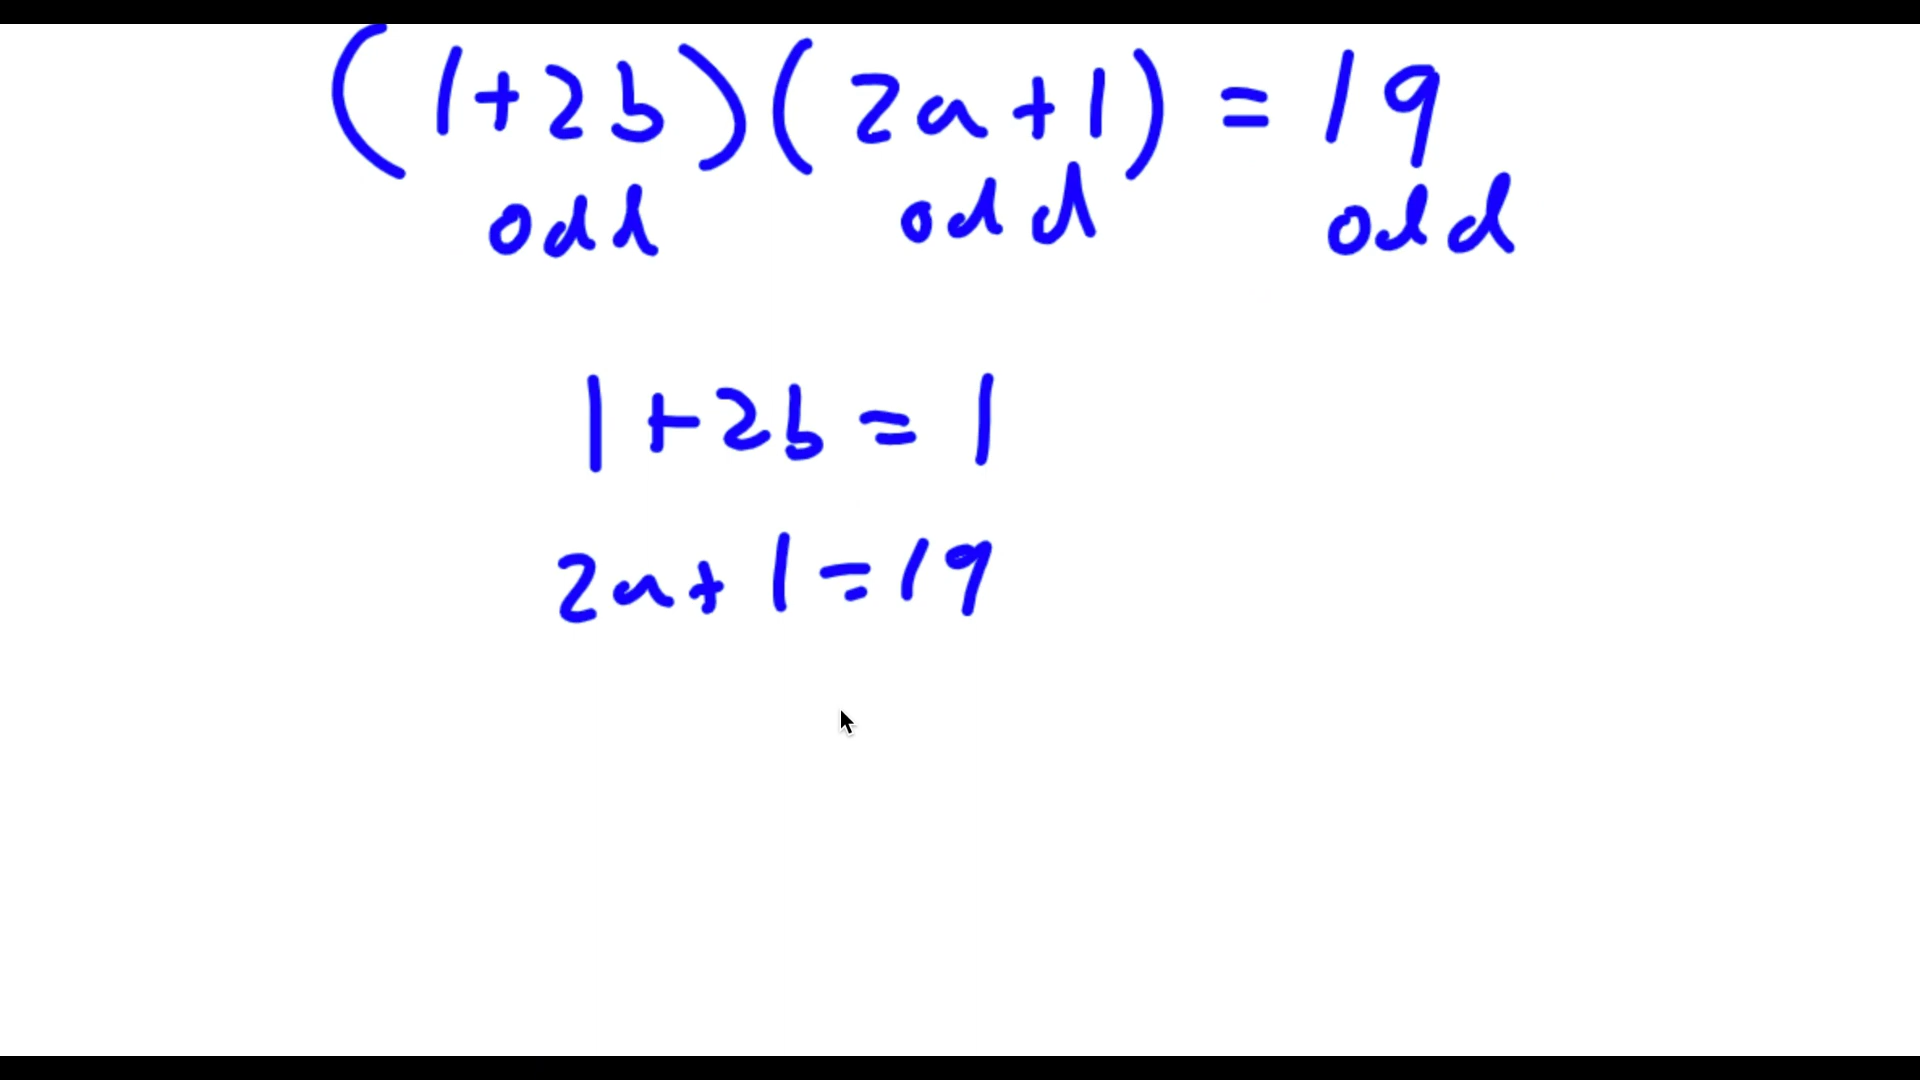 (1+2b)(2a+1) = 19
odd odd odd
1+2b = 1
2a+1=19